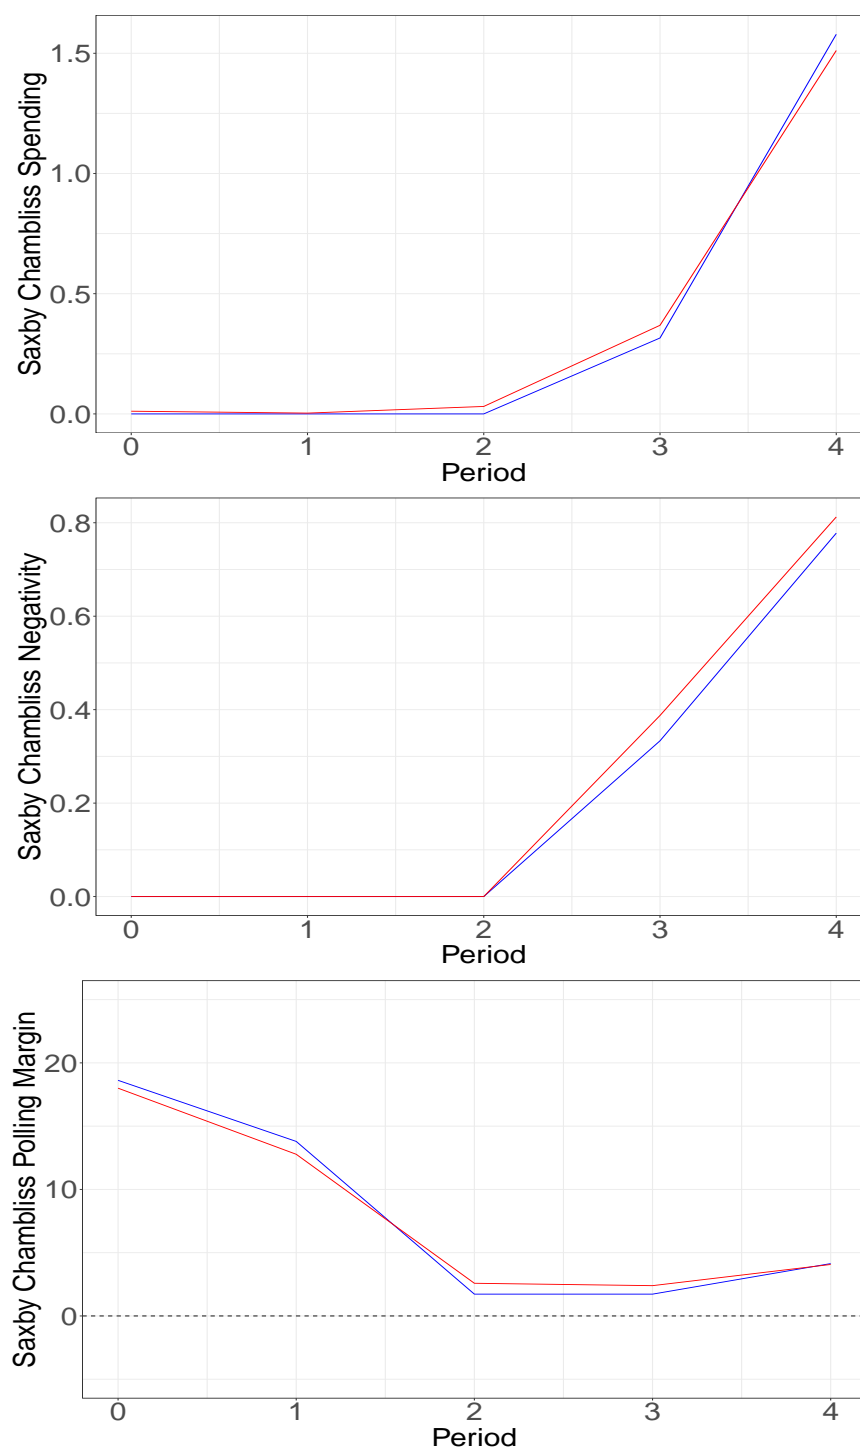 Saxby Chambliss Spending
1.5
1.0
0.5
0.0
0 1 2 3 4
Period
Saxby Chambliss Negativity
0.8
0.6
0.4
0.2
0.0
0 1 2 3 4
Period
Saxby Chambliss Polling Margin
20
10
0
0 1 2 3 4
Period